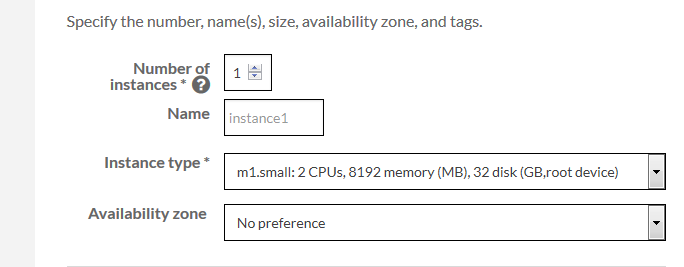 Specify the number, name(s), size, availability zone, and tags.
Number of
instances * ? 1
Name instance1
Instance type * m1.small: 2 CPUs, 8192 memory (MB), 32 disk (GB,root device)
Availability zone No preference